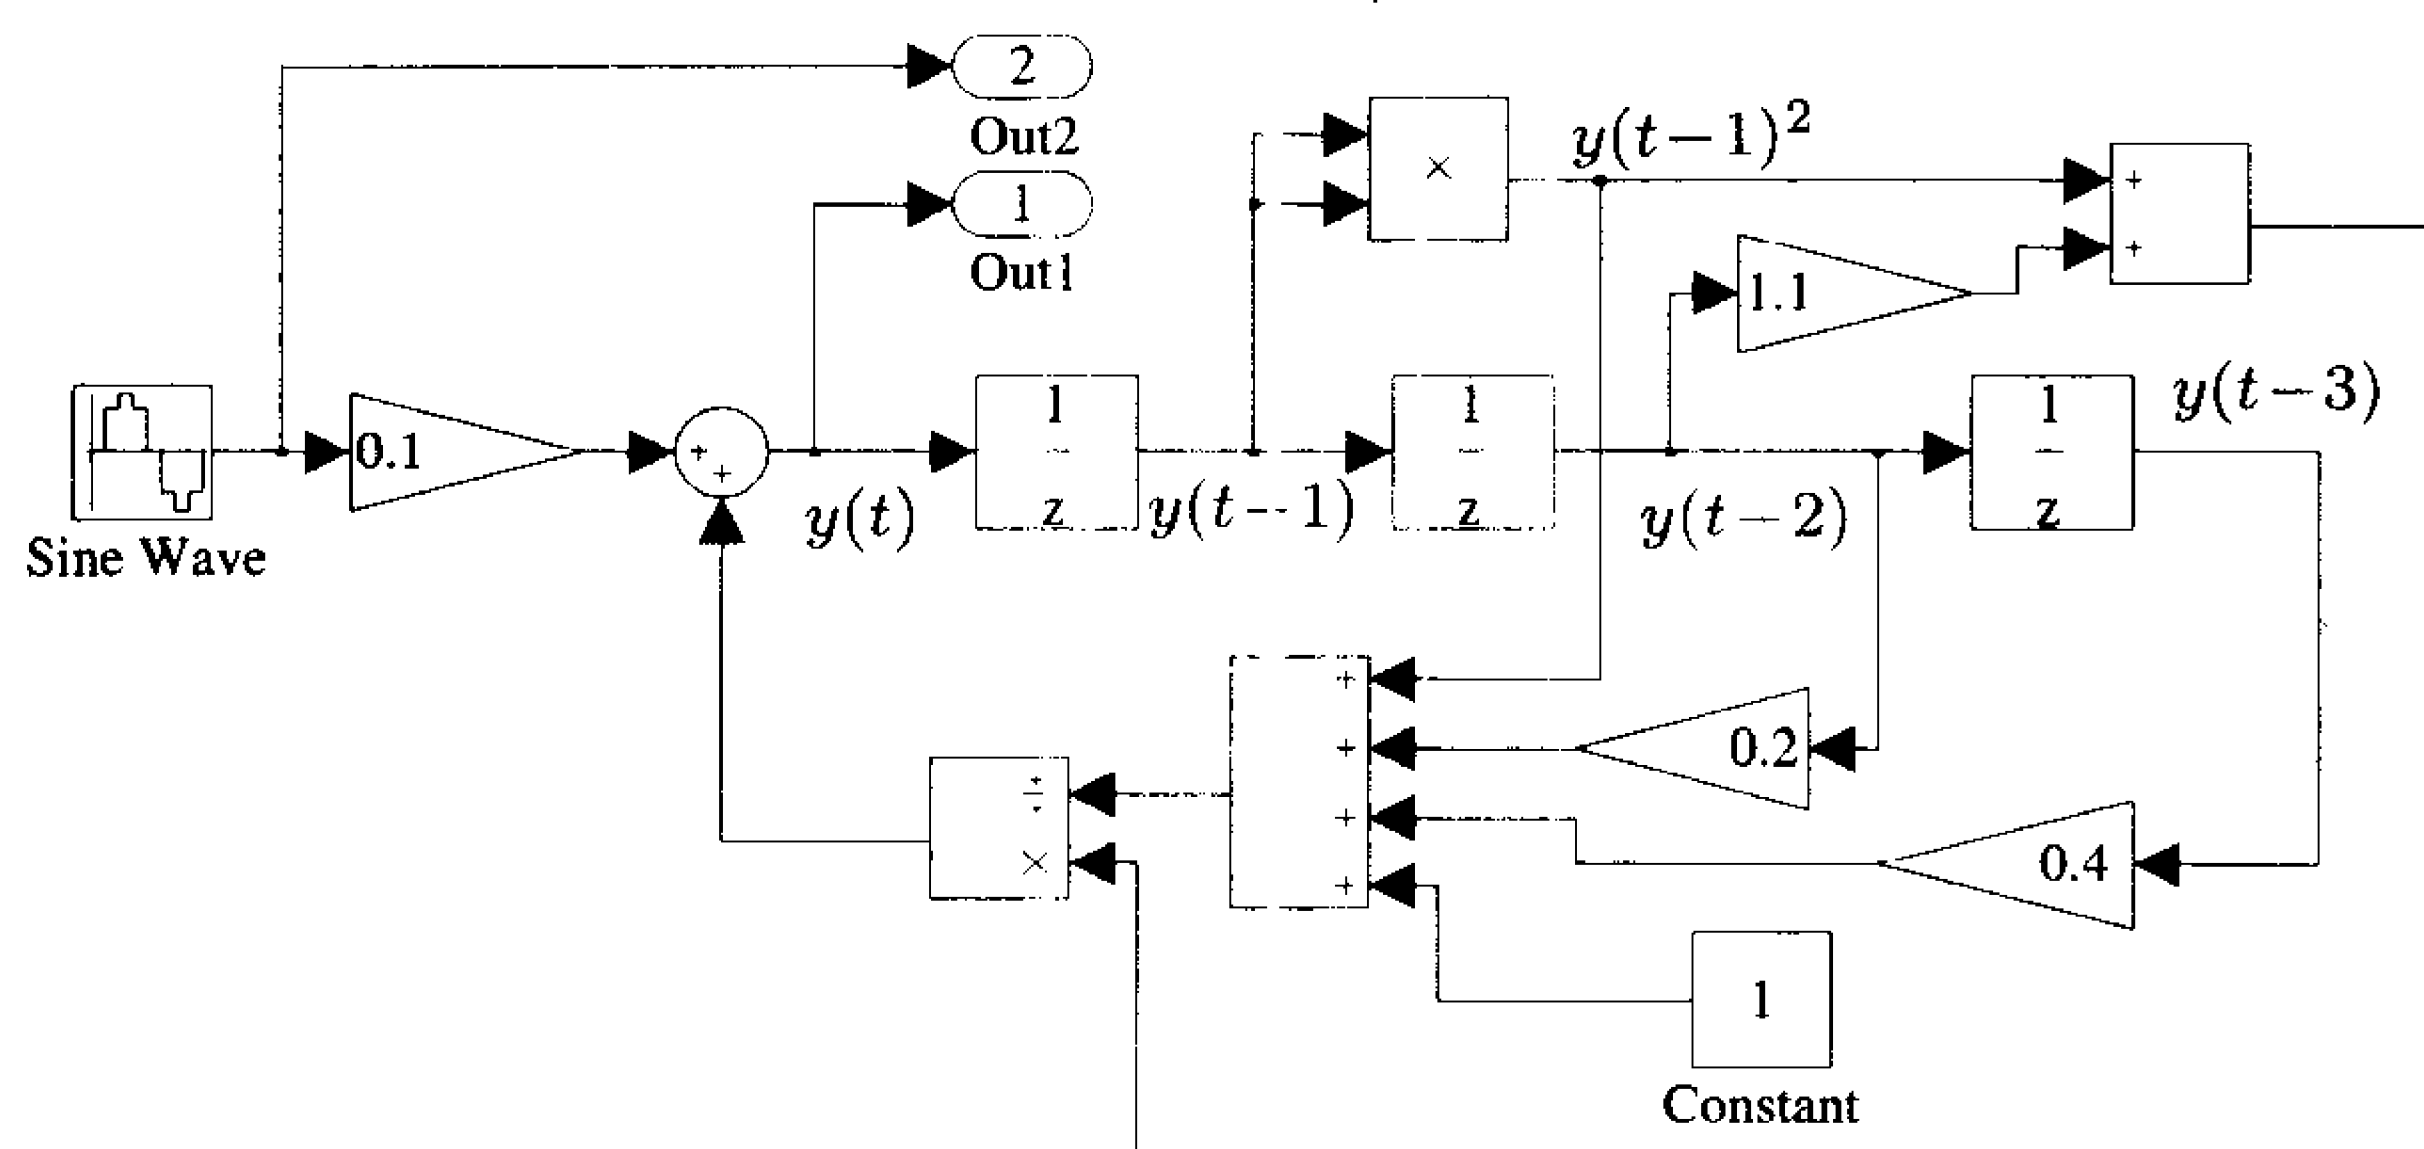 2
Out2
1
Out1
×
y(t−1)²
+
+
1.1
Sine Wave
0.1
+
+
y(t)
1
z
y(t−1)
1
z
y(t−2)
1
z
y(t−3)
+
+
+
+
0.2
0.4
÷
×
1
Constant